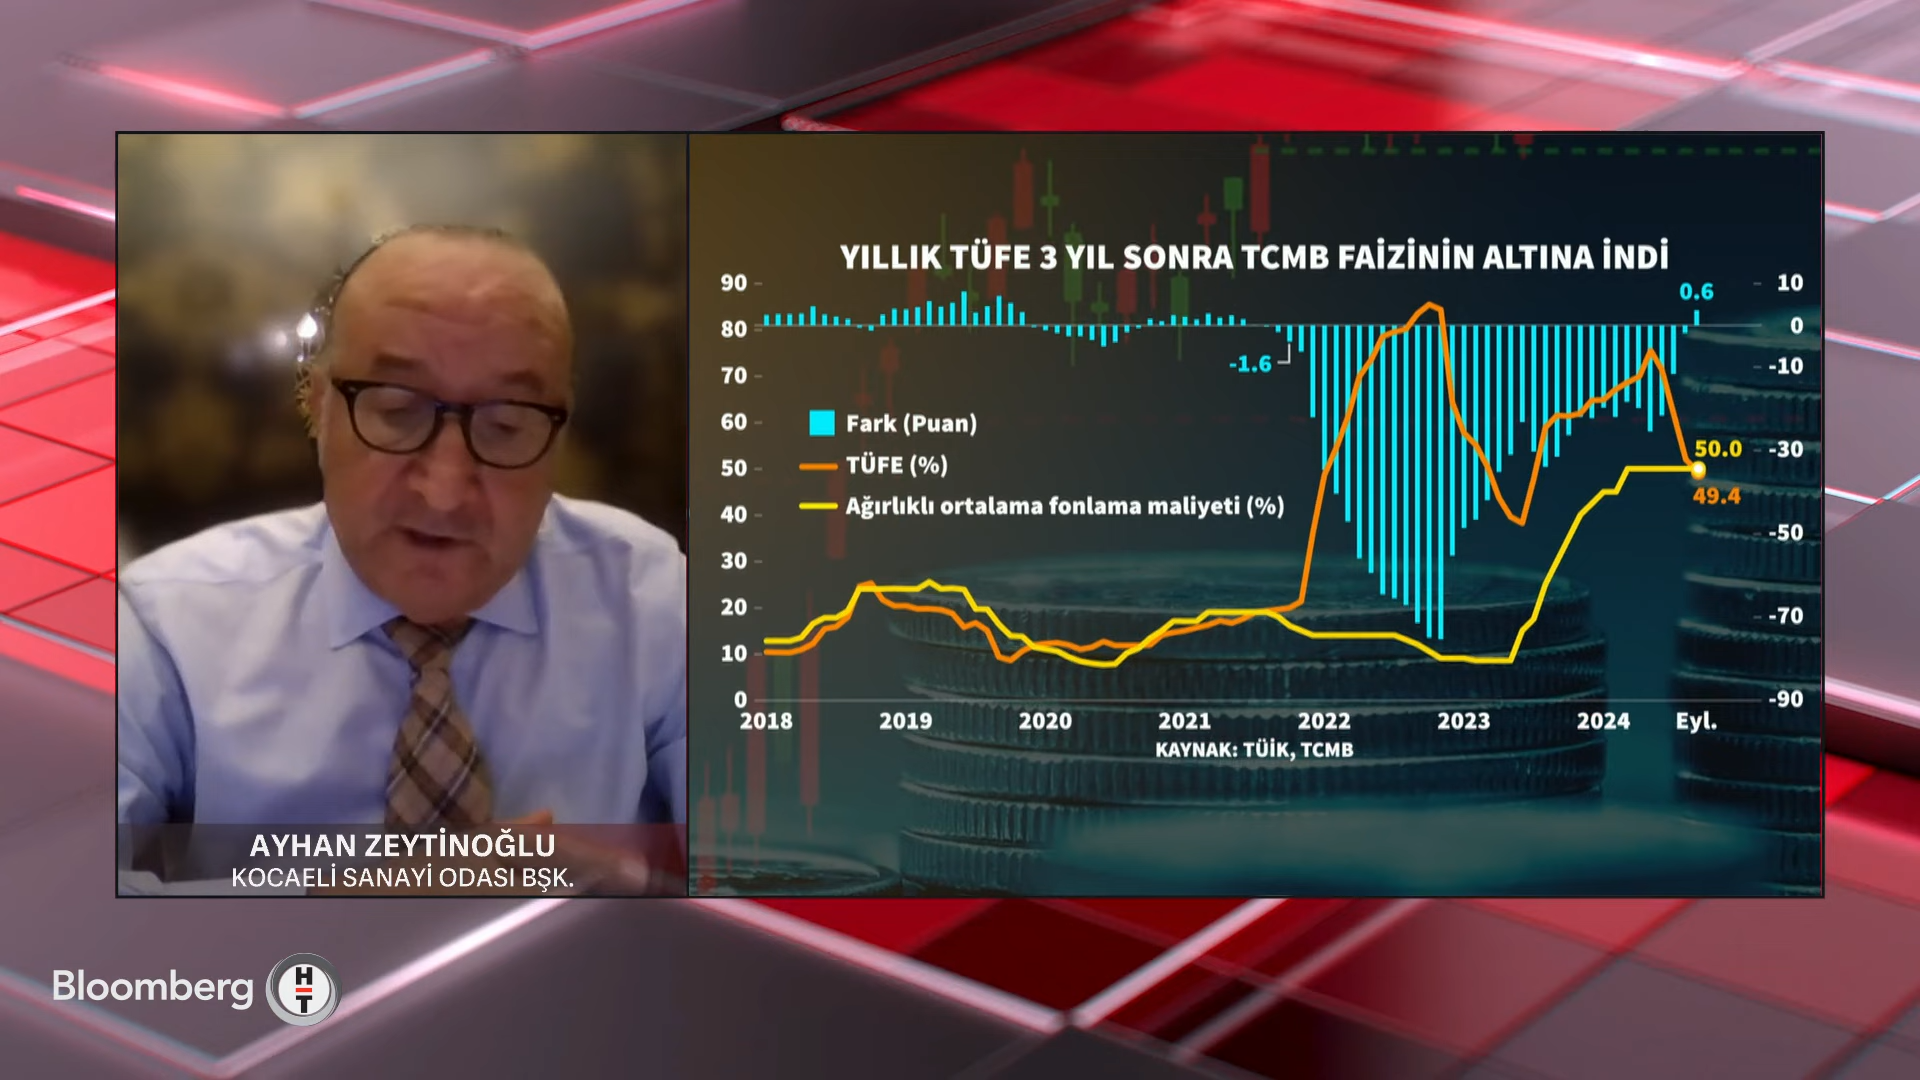 YILLIK TÜFE 3 YIL SONRA TCMB FAİZİNİN ALTINA İNDİ
90
80
70
60
50
40
30
20
10
0
10
0
-10
-30
-50
-70
-90
0.6
-1.6
Fark (Puan)
TÜFE (%)
Ağırlıklı ortalama fonlama maliyeti (%)
50.0
49.4
2018 2019 2020 2021 2022 2023 2024 Eyl.
KAYNAK: TÜİK, TCMB
AYHAN ZEYTİNOĞLU
KOCAELİ SANAYİ ODASI BŞK.
Bloomberg HT